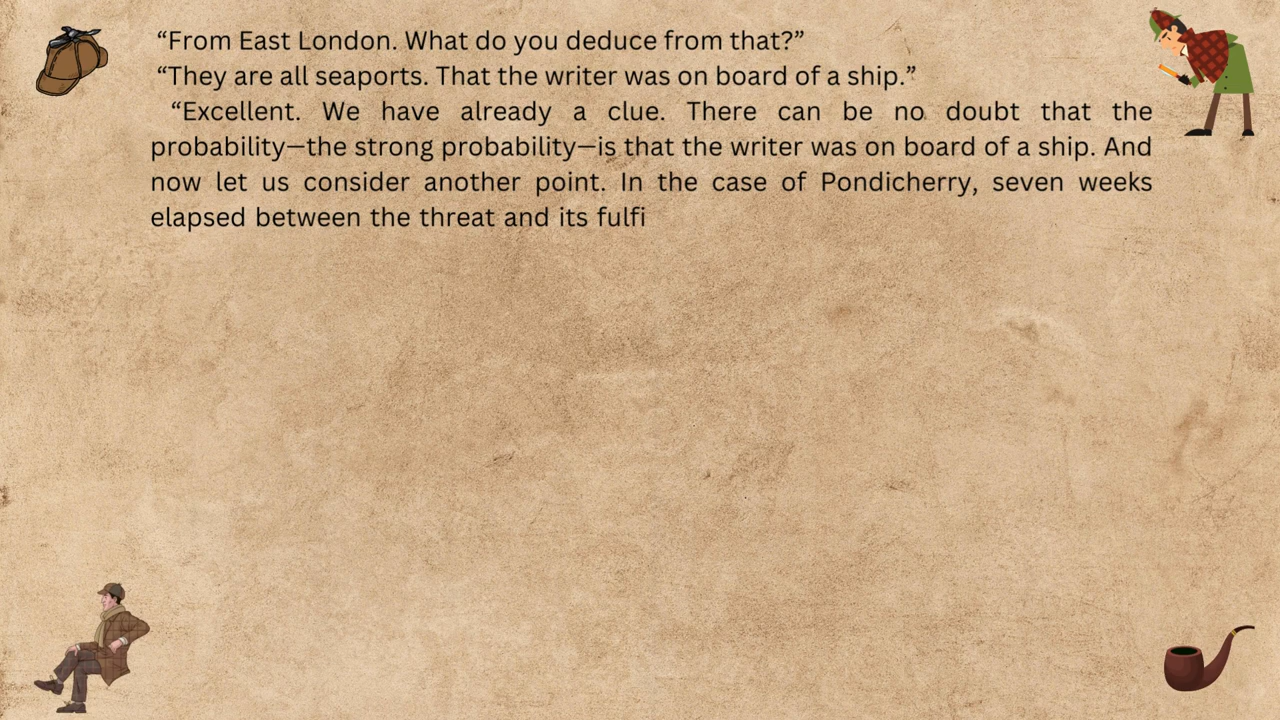 “From East London. What do you deduce from that?”
“They are all seaports. That the writer was on board of a ship.”
“Excellent. We have already a clue. There can be no doubt that the
probability—the strong probability—is that the writer was on board of a ship. And
now let us consider another point. In the case of Pondicherry, seven weeks
elapsed between the threat and its fulfi